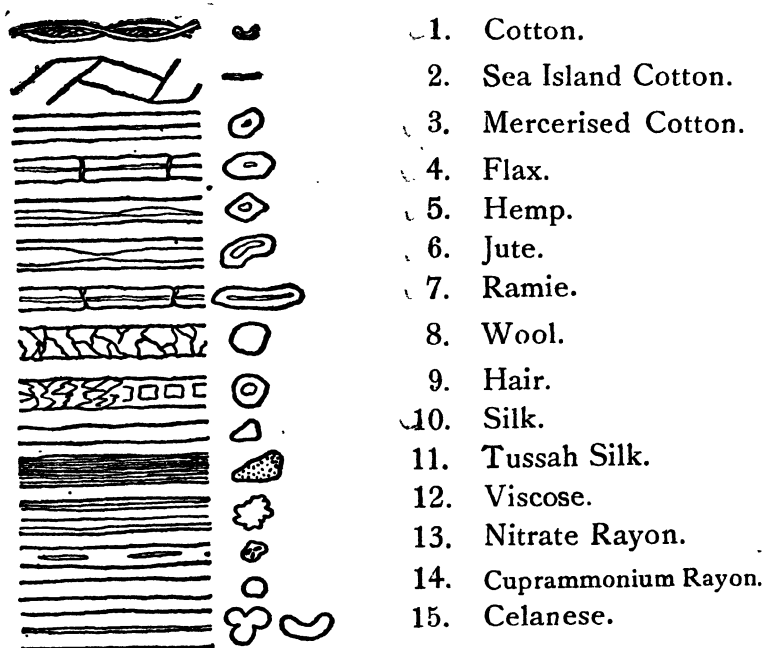 1. Cotton.
2. Sea Island Cotton.
3. Mercerised Cotton.
4. Flax.
5. Hemp.
6. Jute.
7. Ramie.
8. Wool.
9. Hair.
10. Silk.
11. Tussah Silk.
12. Viscose.
13. Nitrate Rayon.
14. Cuprammonium Rayon.
15. Celanese.